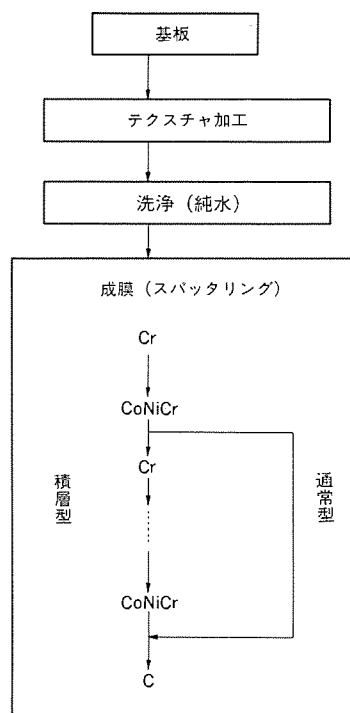 基板
テクスチャ加工
洗浄（純水）
成膜（スパッタリング）
Cr
CoNiCr
Cr
積層型
通常型
CoNiCr
C